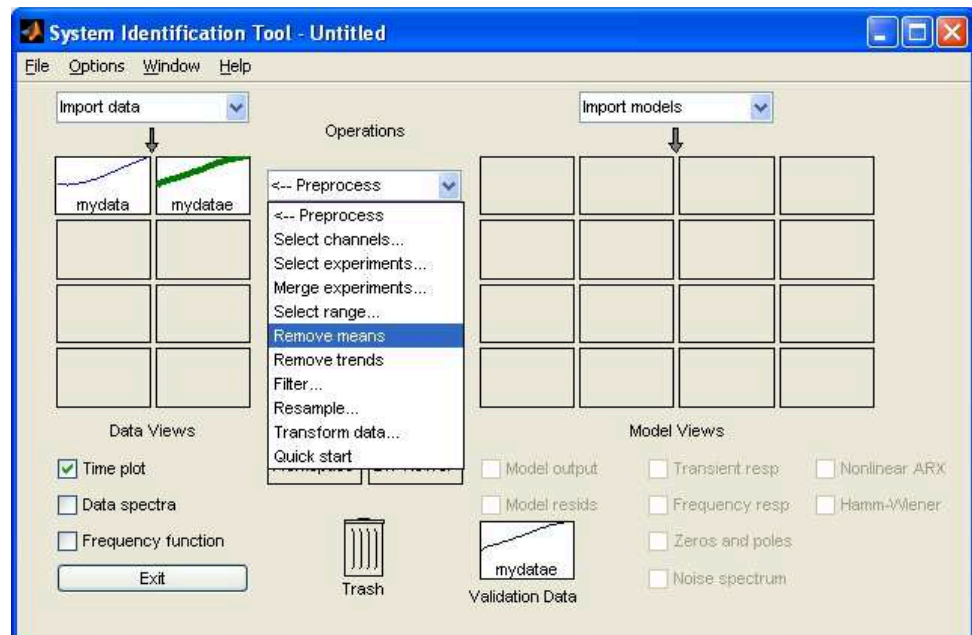 System Identification Tool - Untitled
File Options Window Help
Import data
Import models
Operations
mydata
mydatae
<-- Preprocess
<-- Preprocess
Select channels...
Select experiments...
Merge experiments...
Select range...
Remove means
Remove trends
Filter...
Resample...
Transform data...
Quick start
Data Views
Model Views
Time plot
Data spectra
Frequency function
Exit
Trash
mydatae
Validation Data
Model output
Model resids
Transient resp
Frequency resp
Zeros and poles
Noise spectrum
Nonlinear ARX
Hamm-Wiener